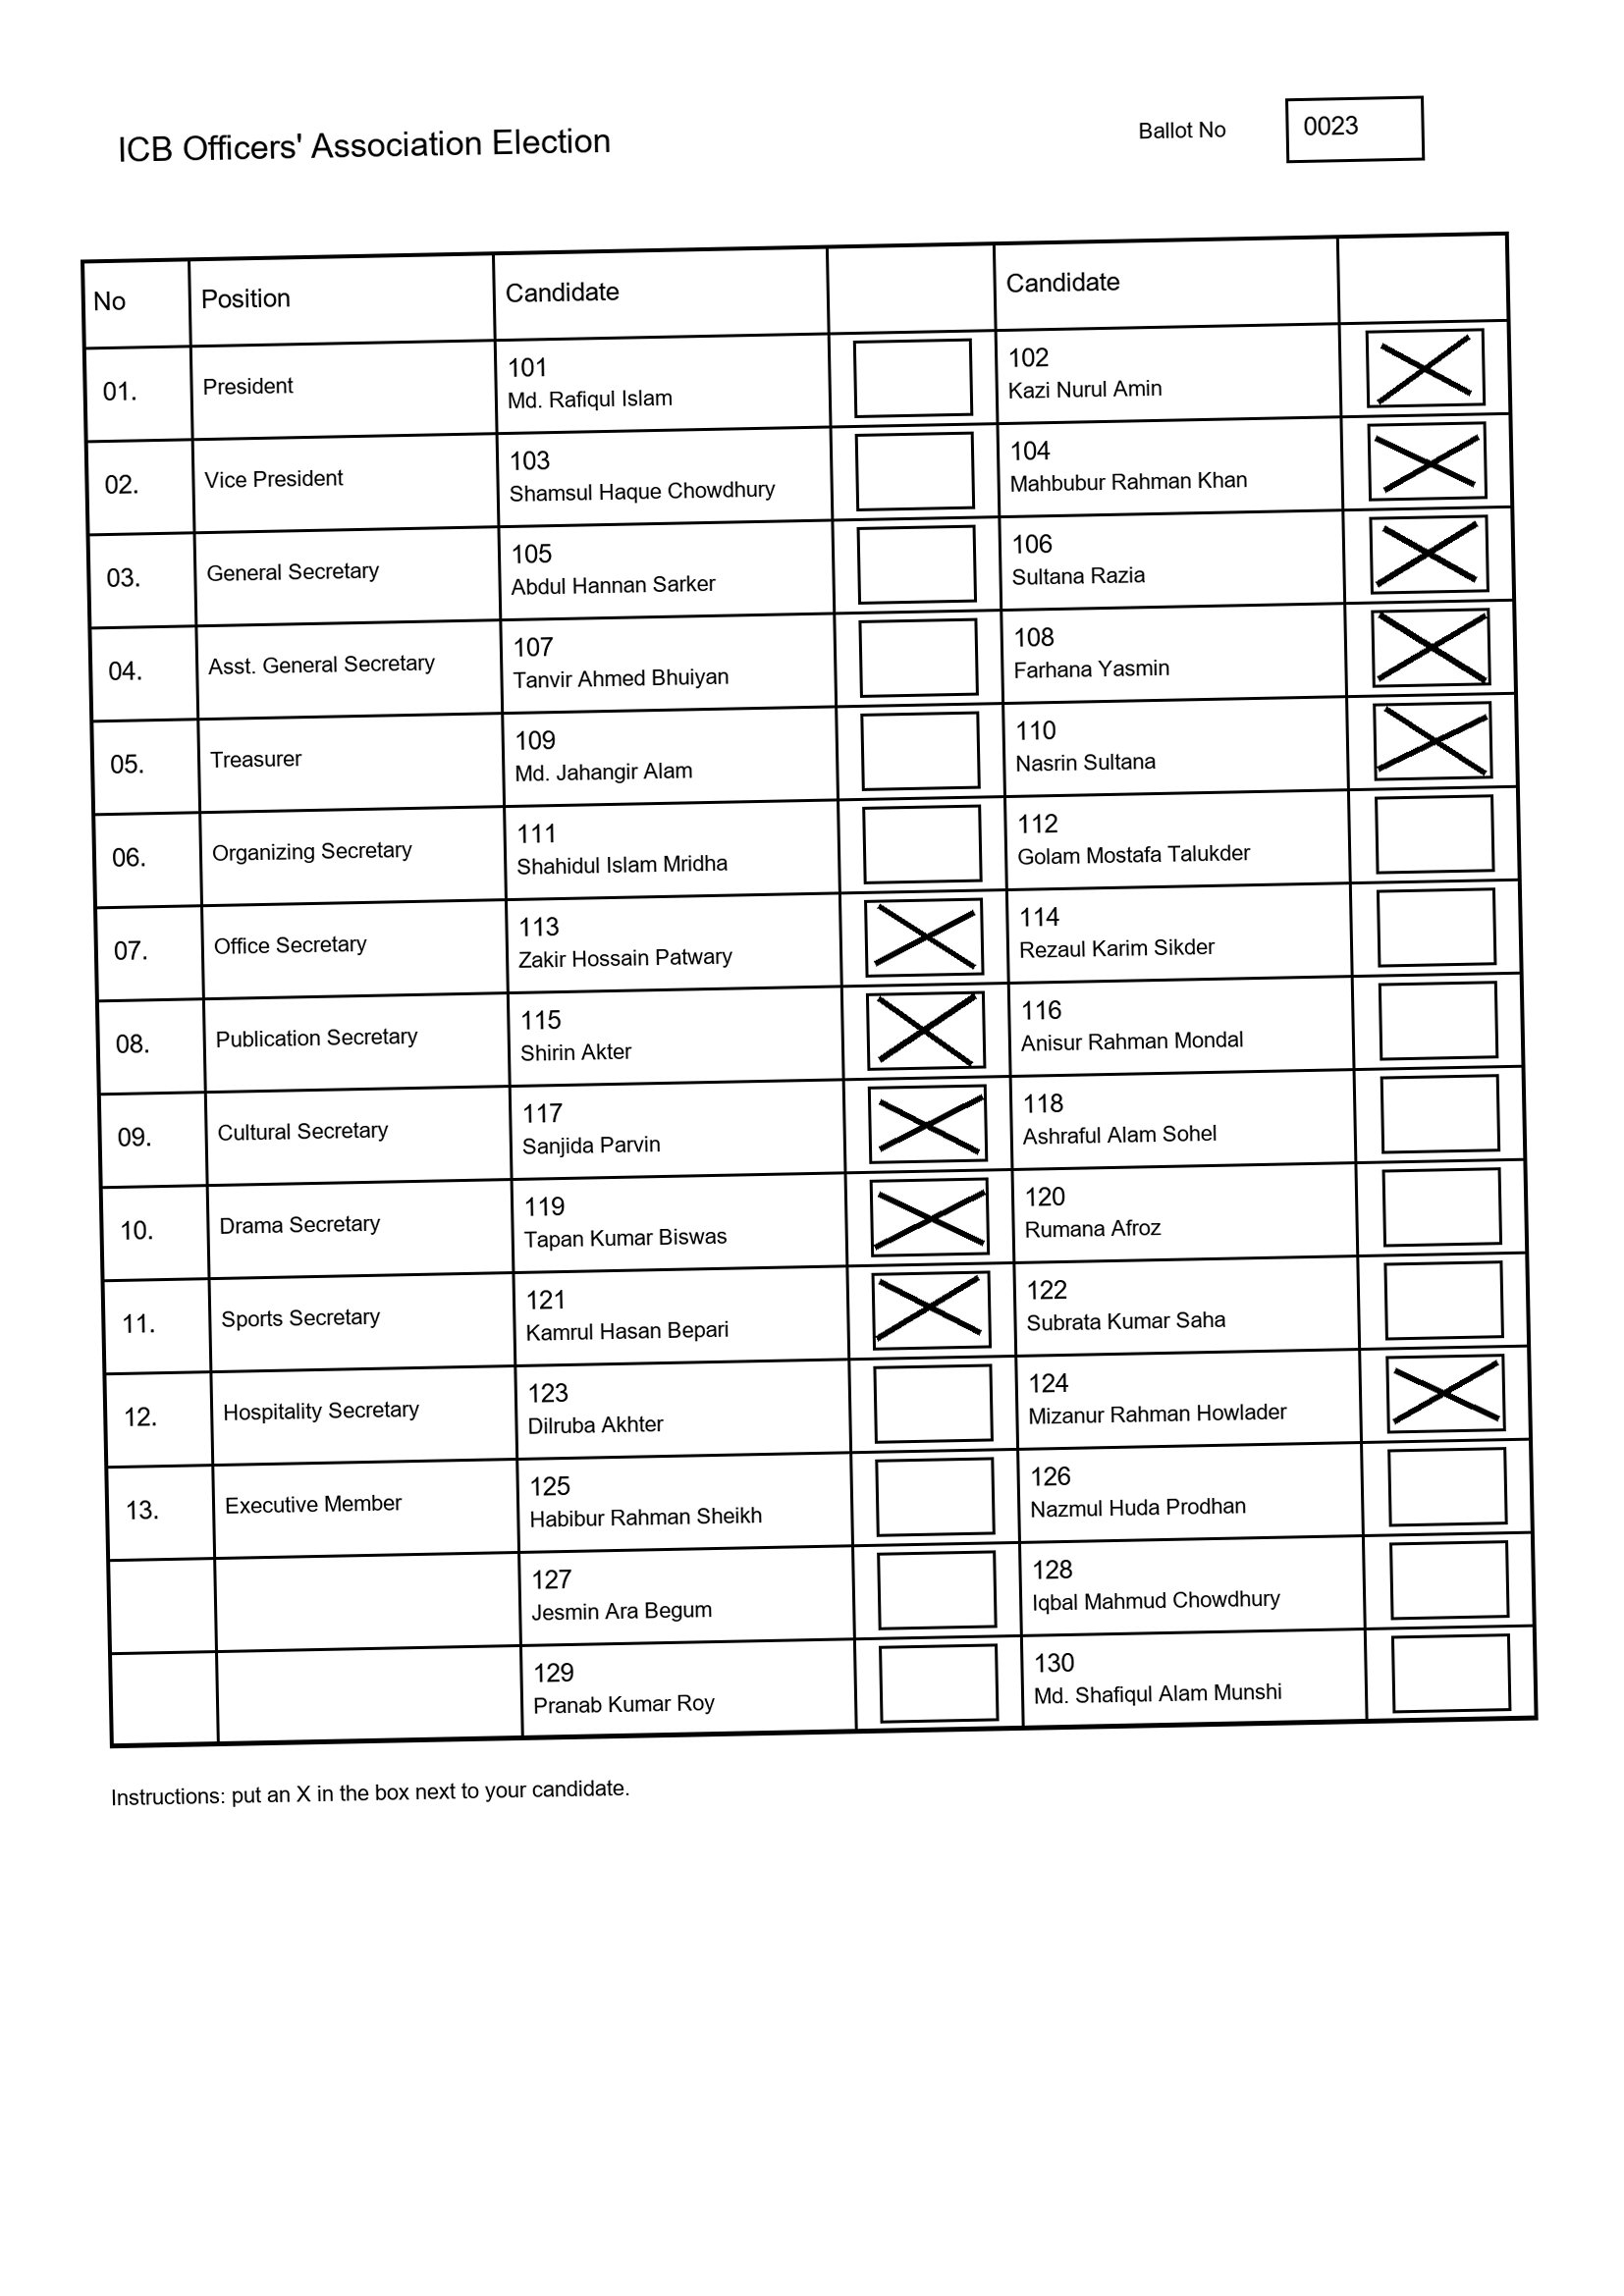 ICB Officers' Association Election
Ballot No 0023
No Position Candidate Candidate
01. President 101 Md. Rafiqul Islam 102 Kazi Nurul Amin X
02. Vice President 103 Shamsul Haque Chowdhury 104 Mahbubur Rahman Khan X
03. General Secretary 105 Abdul Hannan Sarker 106 Sultana Razia X
04. Asst. General Secretary 107 Tanvir Ahmed Bhuiyan 108 Farhana Yasmin X
05. Treasurer 109 Md. Jahangir Alam 110 Nasrin Sultana X
06. Organizing Secretary 111 Shahidul Islam Mridha 112 Golam Mostafa Talukder
07. Office Secretary 113 Zakir Hossain Patwary X 114 Rezaul Karim Sikder
08. Publication Secretary 115 Shirin Akter X 116 Anisur Rahman Mondal
09. Cultural Secretary 117 Sanjida Parvin X 118 Ashraful Alam Sohel
10. Drama Secretary 119 Tapan Kumar Biswas X 120 Rumana Afroz
11. Sports Secretary 121 Kamrul Hasan Bepari X 122 Subrata Kumar Saha
12. Hospitality Secretary 123 Dilruba Akhter 124 Mizanur Rahman Howlader X
13. Executive Member 125 Habibur Rahman Sheikh 126 Nazmul Huda Prodhan
127 Jesmin Ara Begum 128 Iqbal Mahmud Chowdhury
129 Pranab Kumar Roy 130 Md. Shafiqul Alam Munshi
Instructions: put an X in the box next to your candidate.